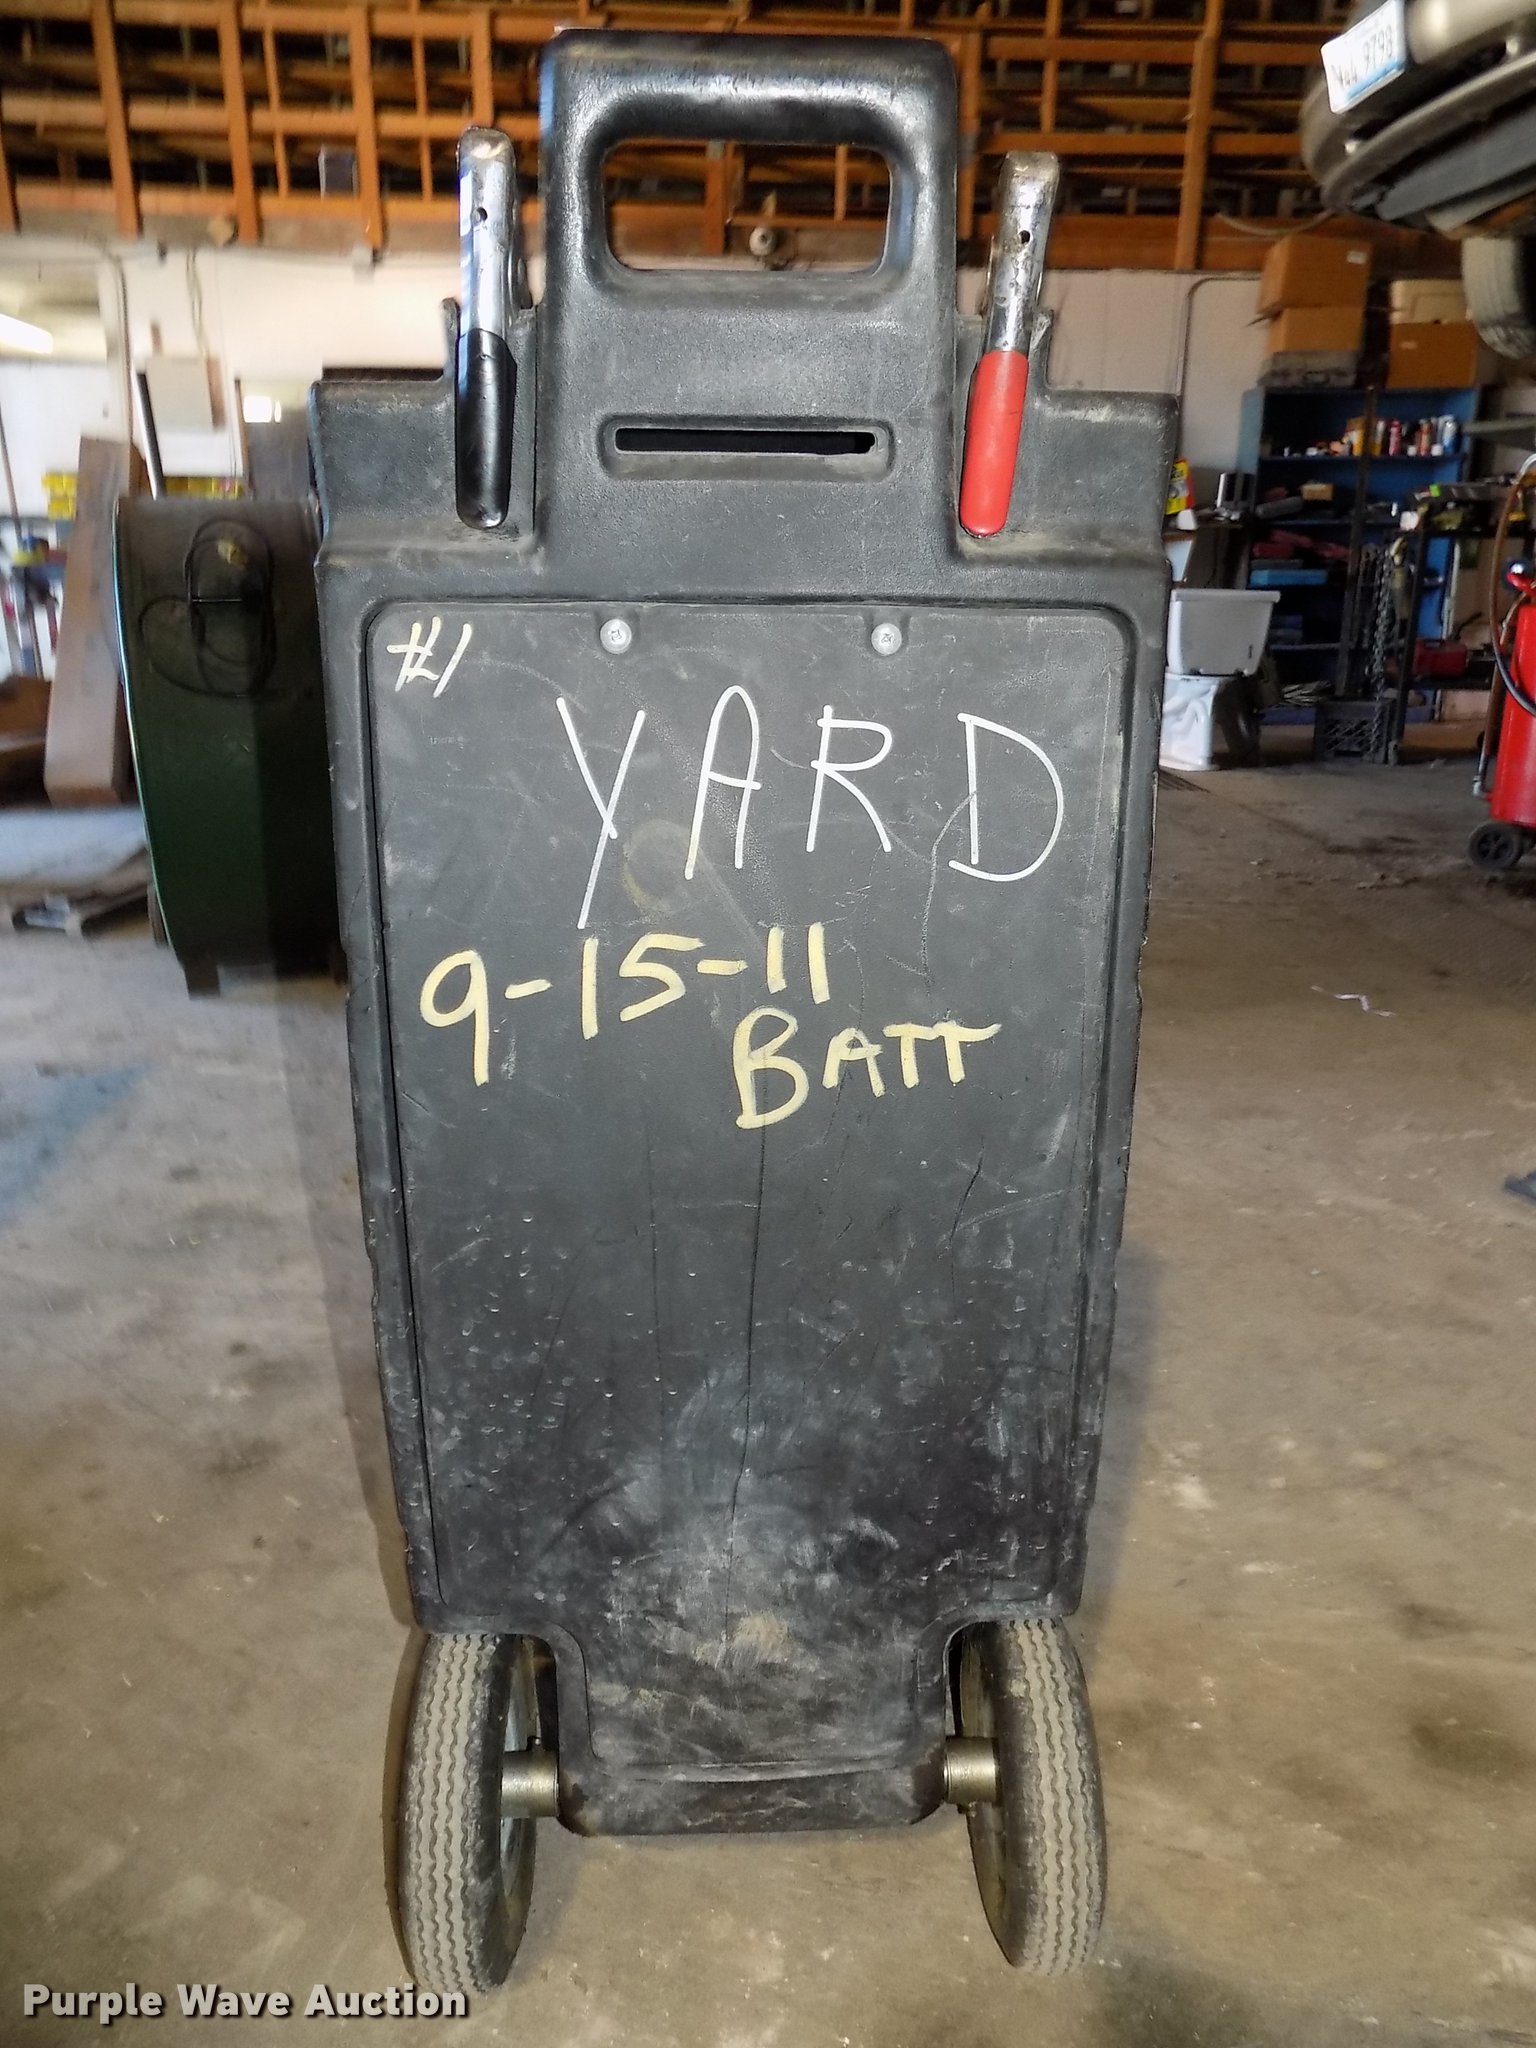 #1
YARD
9-15-11
BATT
Purple Wave Auction